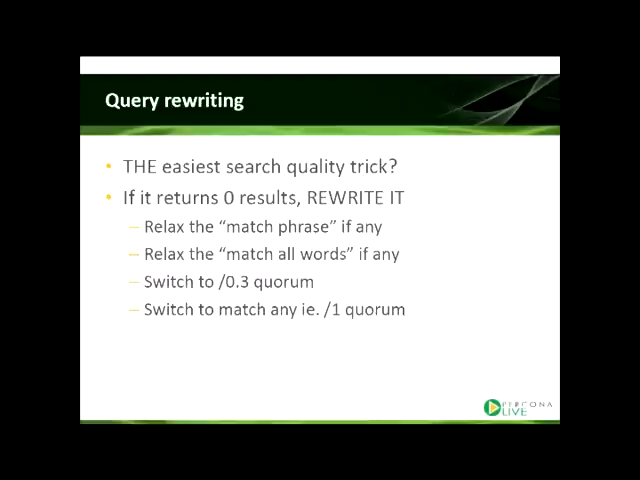 Query rewriting
• THE easiest search quality trick?
• If it returns 0 results, REWRITE IT
– Relax the “match phrase” if any
– Relax the “match all words” if any
– Switch to /0.3 quorum
– Switch to match any ie. /1 quorum
PERCONA
LIVE